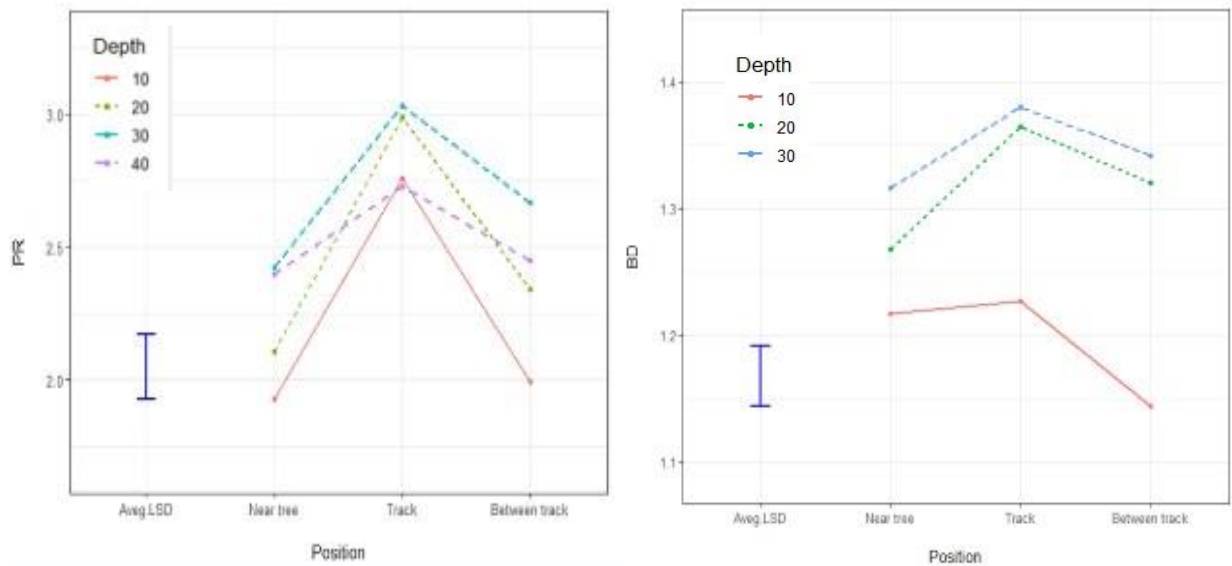 Depth
10
20
30
40
3.0
2.5
2.0
PR
Aveg.LSD Near tree Track Between track
Position
Depth
10
20
30
1.4
1.3
1.2
1.1
BD
Aveg.LSD Near tree Track Between track
Position